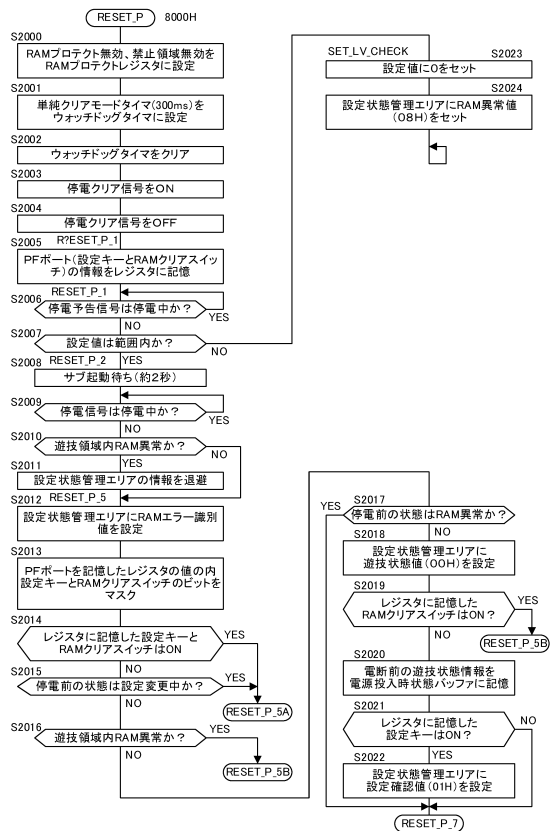 RESET_P 8000H
S2000
RAMプロテクト無効、禁止領域無効を
RAMプロテクトレジスタに設定
S2001
単純クリアモードタイマ(300ms)を
ウォッチドッグタイマに設定
S2002
ウォッチドッグタイマをクリア
S2003
停電クリア信号をON
S2004
停電クリア信号をOFF
S2005 R?ESET_P_1
PFポート(設定キーとRAMクリアスイッ
チ)の情報をレジスタに記憶
RESET_P_1
S2006
停電予告信号は停電中か?
YES
NO
S2007
設定値は範囲内か?
NO
YES
S2008 RESET_P_2
サブ起動待ち(約2秒)
S2009
停電信号は停電中か?
YES
NO
S2010
遊技領域内RAM異常か?
NO
YES
S2011
設定状態管理エリアの情報を退避
S2012 RESET_P_5
設定状態管理エリアにRAMエラー識別
値を設定
S2013
PFポートを記憶したレジスタの値の内
設定キーとRAMクリアスイッチのビットを
マスク
S2014
レジスタに記憶した設定キーと
RAMクリアスイッチはON
YES
NO
S2015
停電前の状態は設定変更中か?
YES
NO
RESET_P_5A
S2016
遊技領域内RAM異常か?
YES
NO
RESET_P_5B
SET_LV_CHECK
S2023
設定値に0をセット
S2024
設定状態管理エリアにRAM異常値
(08H)をセット
S2017
停電前の状態はRAM異常か?
YES
NO
S2018
設定状態管理エリアに
遊技状態値(00H)を設定
S2019
レジスタに記憶した
RAMクリアスイッチはON?
YES
NO
RESET_P_5B
S2020
電断前の遊技状態情報を
電源投入時状態バッファに記憶
S2021
レジスタに記憶した
設定キーはON?
NO
YES
S2022
設定状態管理エリアに
設定確認値(01H)を設定
RESET_P_7